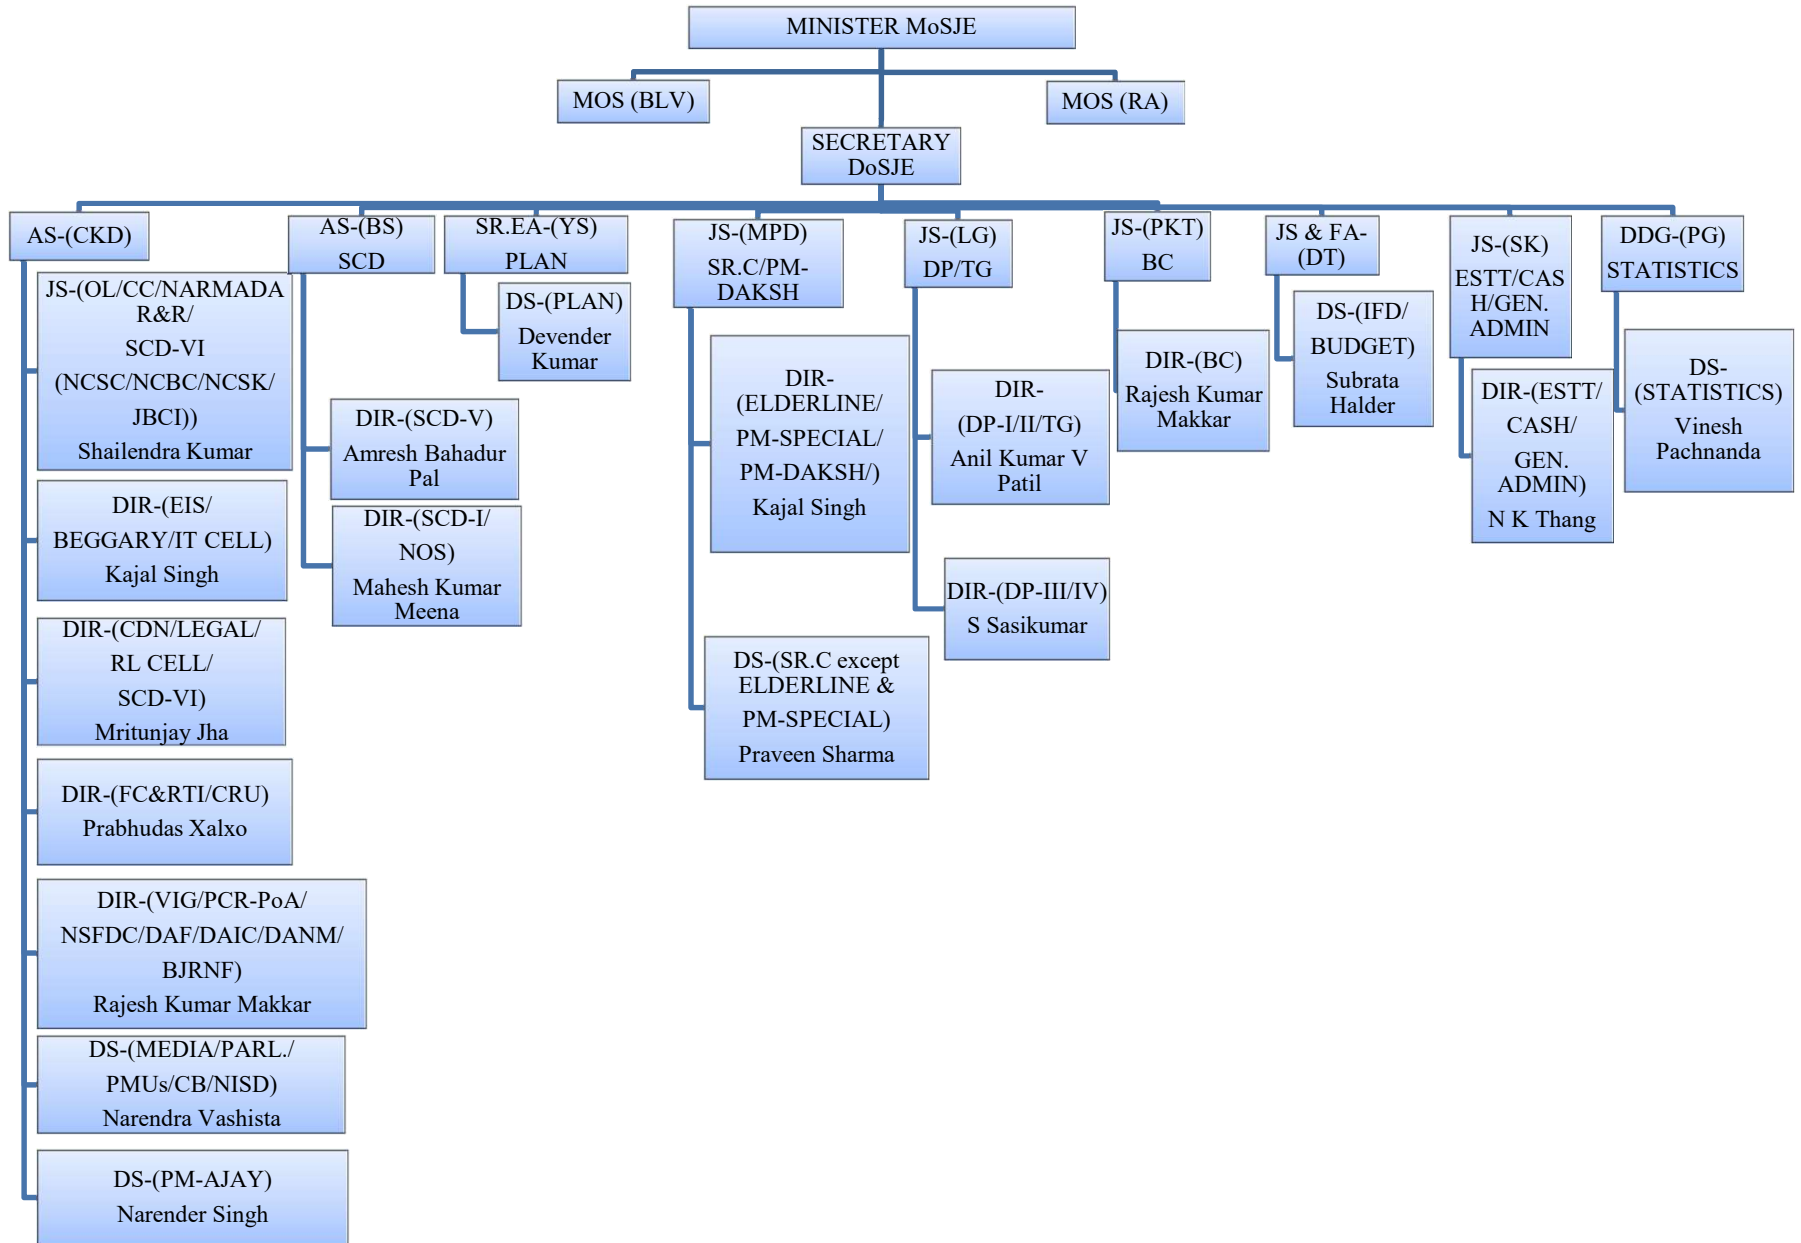 MINISTER MoSJE
MOS (BLV)
MOS (RA)
SECRETARY
DoSJE
AS-(CKD)
JS-(OL/CC/NARMADA
R&R/
SCD-VI
(NCSC/NCBC/NCSK/
JBCI))
Shailendra Kumar
DIR-(EIS/
BEGGARY/IT CELL)
Kajal Singh
DIR-(CDN/LEGAL/
RL CELL/
SCD-VI)
Mritunjay Jha
DIR-(FC&RTI/CRU)
Prabhudas Xalxo
DIR-(VIG/PCR-PoA/
NSFDC/DAF/DAIC/DANM/
BJRNF)
Rajesh Kumar Makkar
DS-(MEDIA/PARL./
PMUs/CB/NISD)
Narendra Vashista
DS-(PM-AJAY)
Narender Singh
AS-(BS)
SCD
DIR-(SCD-V)
Amresh Bahadur
Pal
DIR-(SCD-I/
NOS)
Mahesh Kumar
Meena
SR.EA-(YS)
PLAN
DS-(PLAN)
Devender
Kumar
JS-(MPD)
SR.C/PM-
DAKSH
DIR-
(ELDERLINE/
PM-SPECIAL/
PM-DAKSH/)
Kajal Singh
DS-(SR.C except
ELDERLINE &
PM-SPECIAL)
Praveen Sharma
JS-(LG)
DP/TG
DIR-
(DP-I/II/TG)
Anil Kumar V
Patil
DIR-(DP-III/IV)
S Sasikumar
JS-(PKT)
BC
DIR-(BC)
Rajesh Kumar
Makkar
JS & FA-
(DT)
DS-(IFD/
BUDGET)
Subrata
Halder
JS-(SK)
ESTT/CAS
H/GEN.
ADMIN
DIR-(ESTT/
CASH/
GEN.
ADMIN)
N K Thang
DDG-(PG)
STATISTICS
DS-
(STATISTICS)
Vinesh
Pachnanda